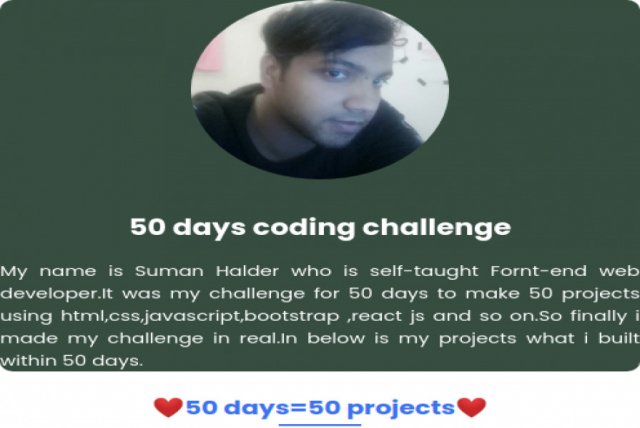 50 days coding challenge
My name is Suman Halder who is self-taught Fornt-end web
developer.It was my challenge for 50 days to make 50 projects
using html,css,javascript,bootstrap ,react js and so on.So finally i
made my challenge in real.In below is my projects what i built
within 50 days.
❤️50 days=50 projects❤️